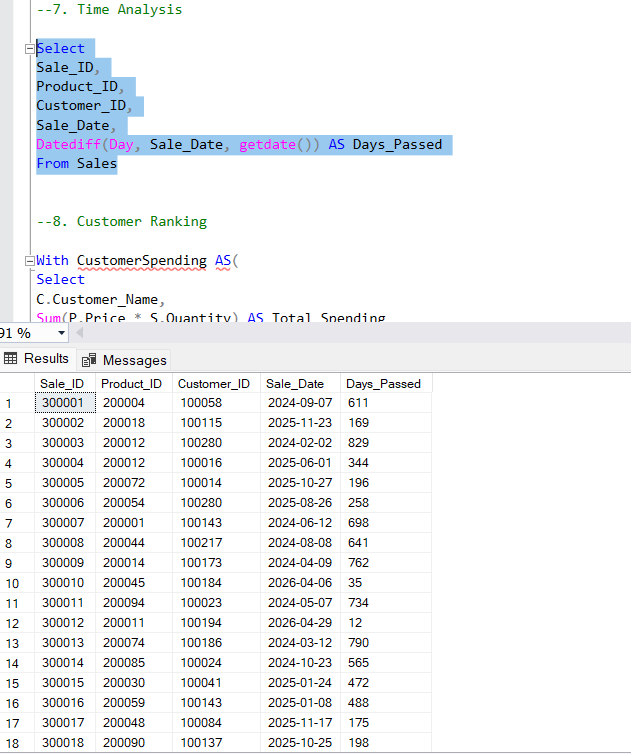 --7. Time Analysis
Select
Sale_ID,
Product_ID,
Customer_ID,
Sale_Date,
Datediff(Day, Sale_Date, getdate()) AS Days_Passed
From Sales
--8. Customer Ranking
With CustomerSpending AS(
Select
C.Customer_Name,
Sum(P.Price * S.Quantity) AS Total_Spending
91 %
Results Messages
Sale_ID Product_ID Customer_ID Sale_Date Days_Passed
1 300001 200004 100058 2024-09-07 611
2 300002 200018 100115 2025-11-23 169
3 300003 200012 100280 2024-02-02 829
4 300004 200012 100016 2025-06-01 344
5 300005 200072 100014 2025-10-27 196
6 300006 200054 100280 2025-08-26 258
7 300007 200001 100143 2024-06-12 698
8 300008 200044 100217 2024-08-08 641
9 300009 200014 100173 2024-04-09 762
10 300010 200045 100184 2026-04-06 35
11 300011 200094 100023 2024-05-07 734
12 300012 200011 100194 2026-04-29 12
13 300013 200074 100186 2024-03-12 790
14 300014 200085 100024 2024-10-23 565
15 300015 200030 100041 2025-01-24 472
16 300016 200059 100143 2025-01-08 488
17 300017 200048 100084 2025-11-17 175
18 300018 200090 100137 2025-10-25 198